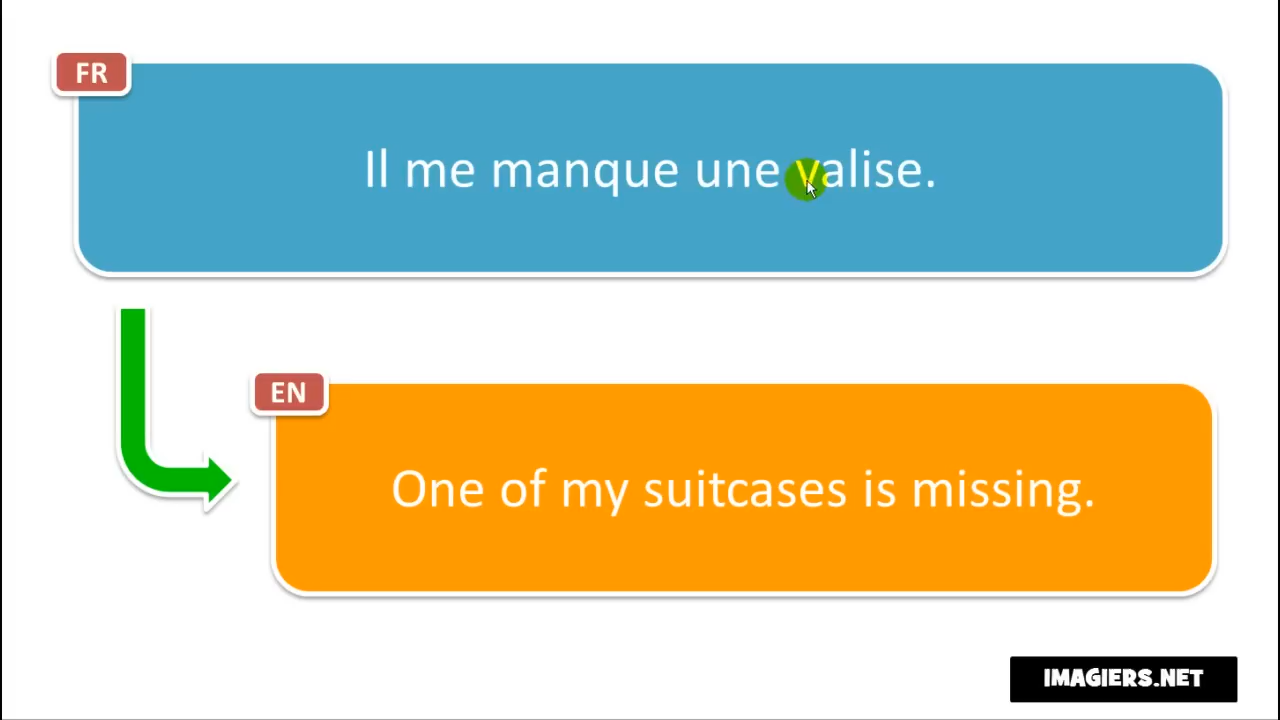 FR
Il me manque une valise.
EN
One of my suitcases is missing.
IMAGIERS.NET